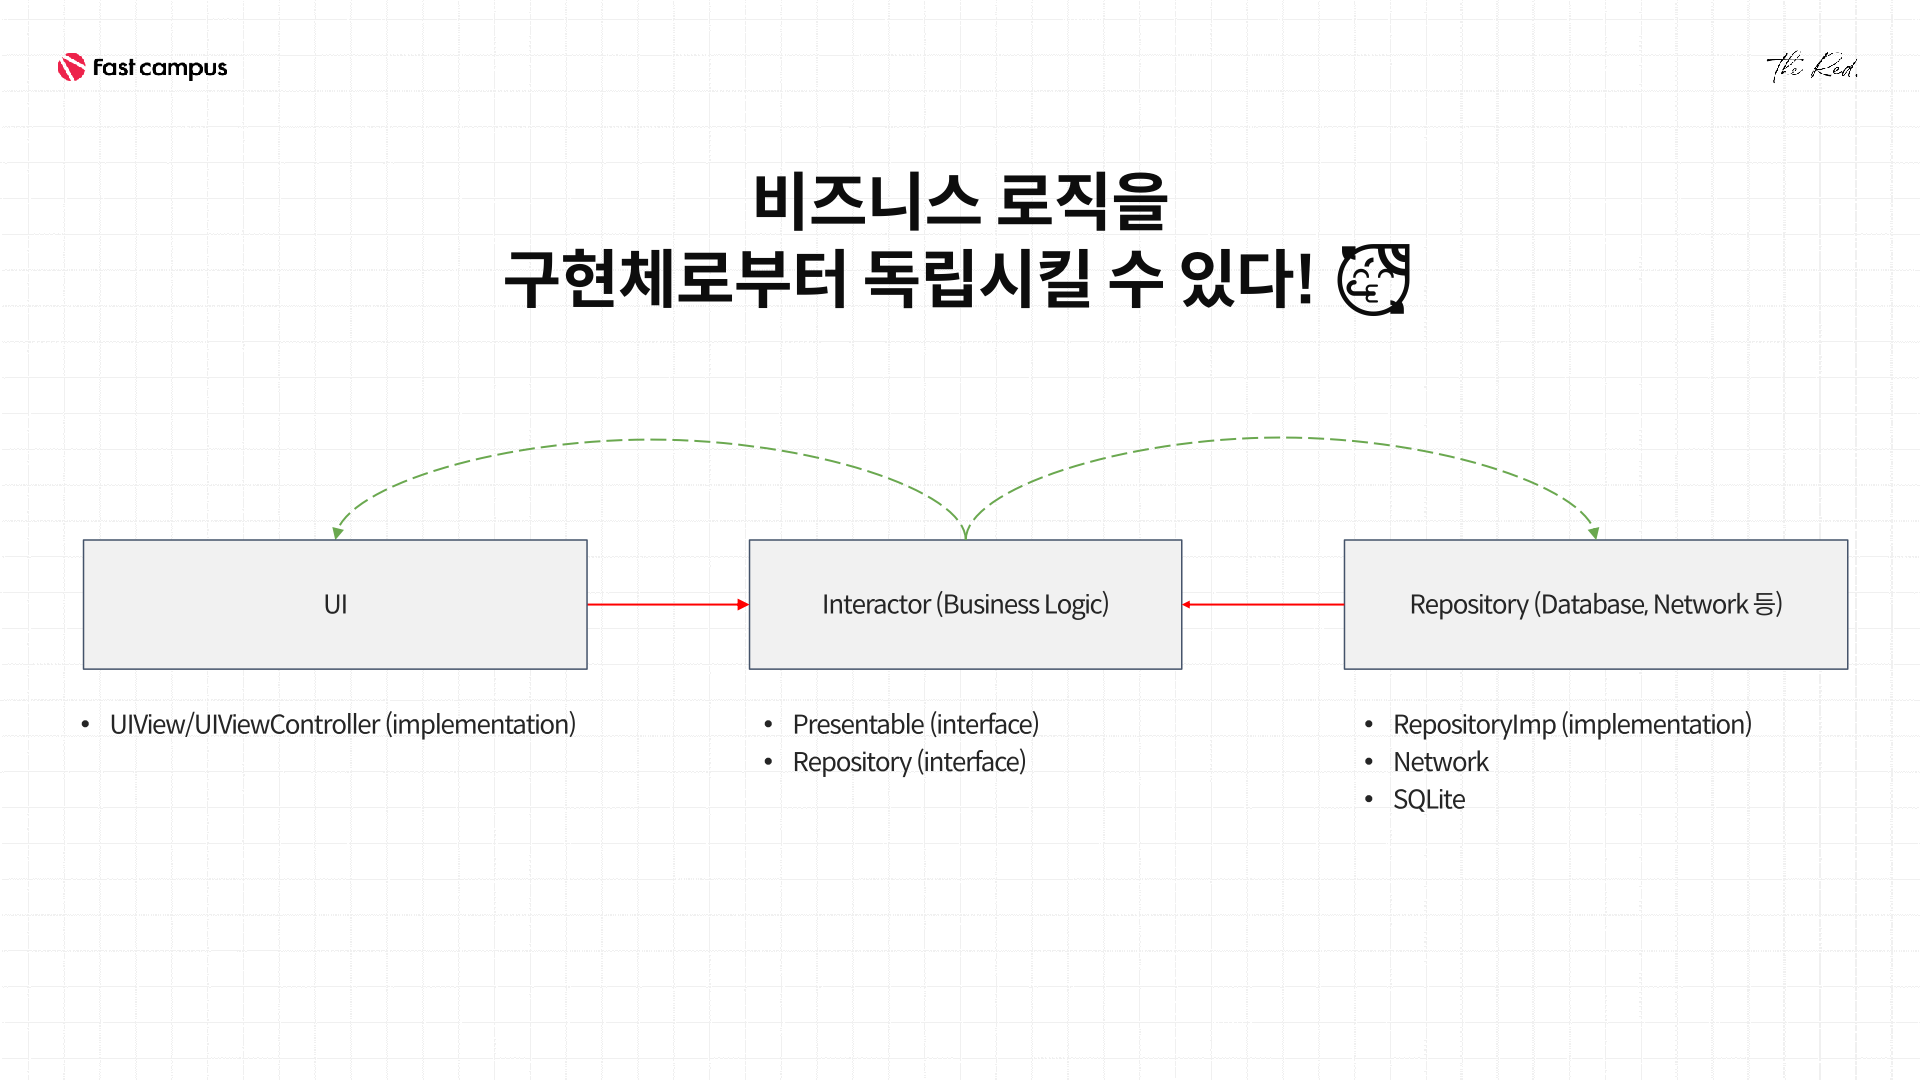 Fast campus
The Red.
비즈니스 로직을
구현체로부터 독립시킬 수 있다! 🥳
UI
Interactor (Business Logic)
Repository (Database, Network 등)
• UIView/UIViewController (implementation)
• Presentable (interface)
• Repository (interface)
• RepositoryImp (implementation)
• Network
• SQLite